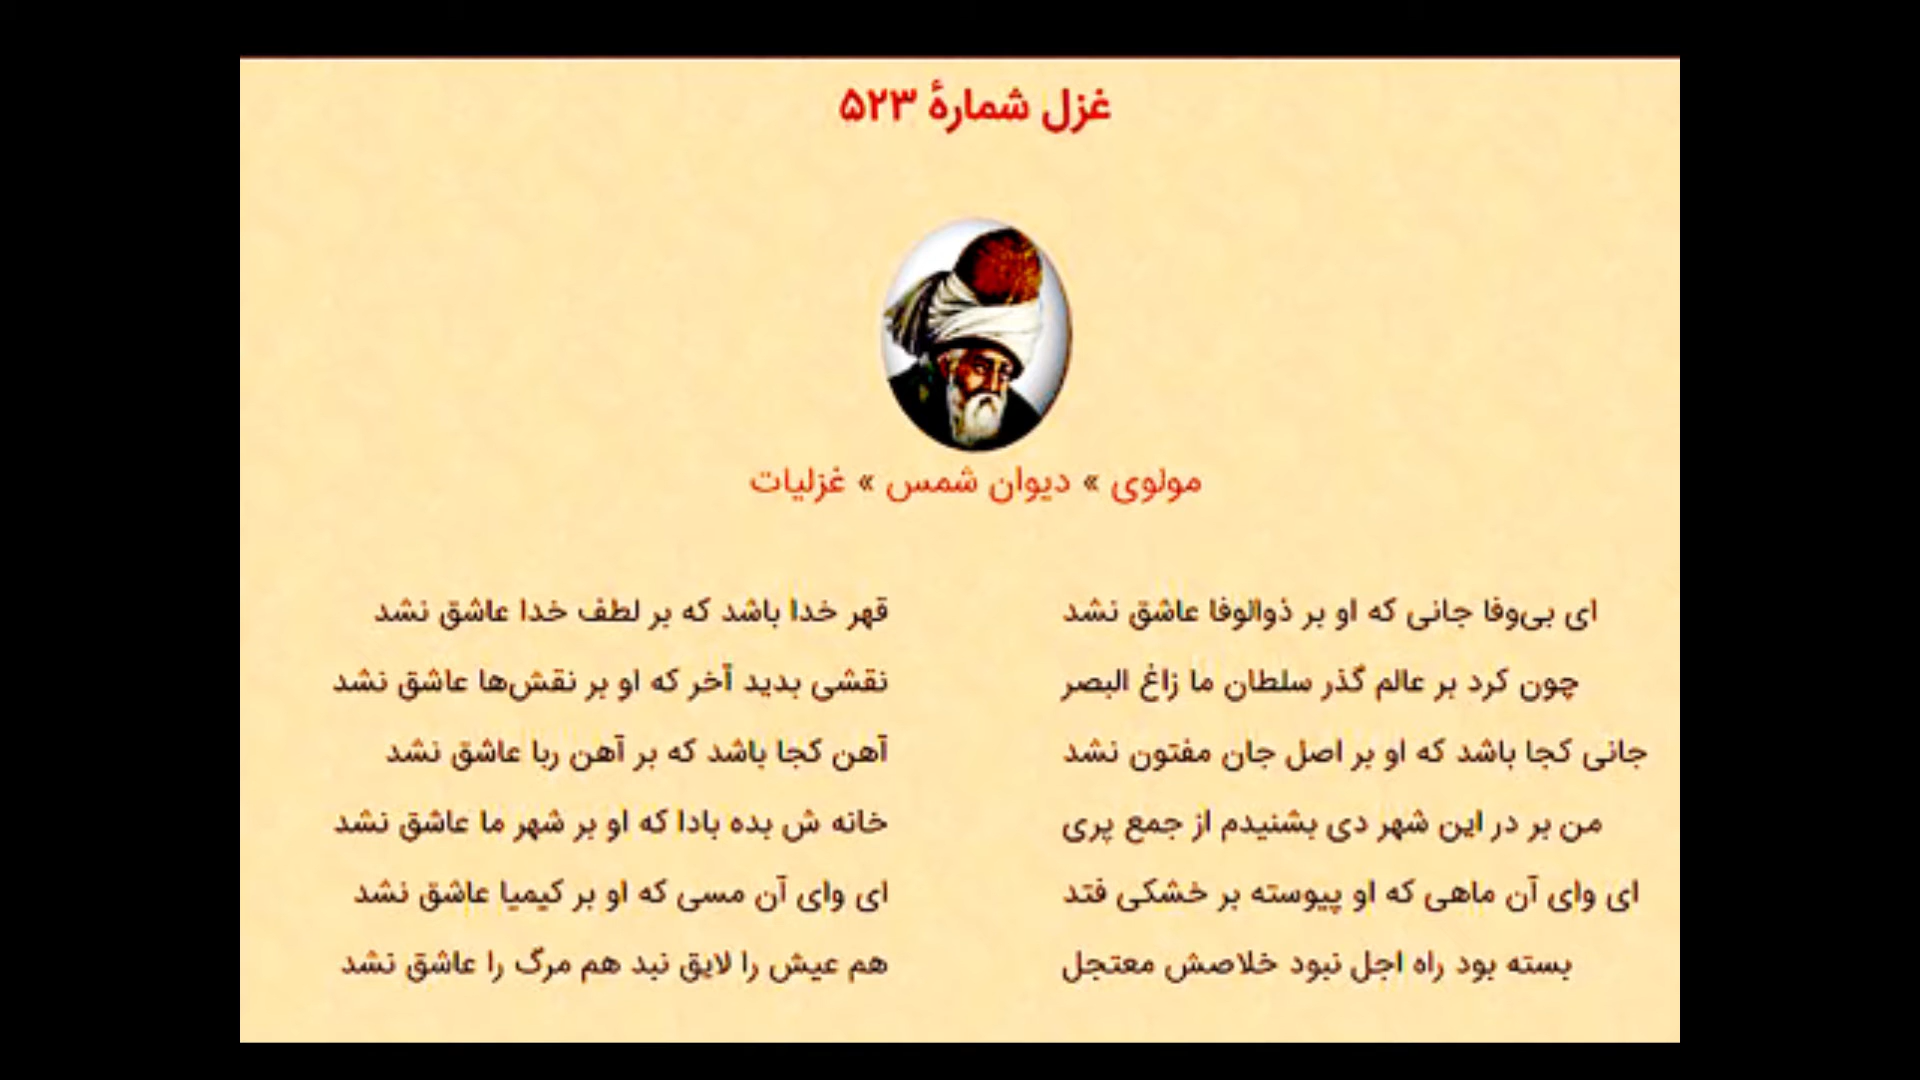 غزل شمارهٔ ۵۲۳
مولوی » دیوان شمس » غزلیات
ای بی‌وفا جانی که او بر ذوالوفا عاشق نشد
قهر خدا باشد که بر لطف خدا عاشق نشد
چون کرد بر عالم گذر سلطان ما زاغ البصر
نقشی بدید آخر که او بر نقش‌ها عاشق نشد
جانی کجا باشد که او بر اصل جان مفتون نشد
آهن کجا باشد که بر آهن ربا عاشق نشد
من بر در این شهر دی بشنیدم از جمع پری
خانه ش بده بادا که او بر شهر ما عاشق نشد
ای وای آن ماهی که او پیوسته بر خشکی فتد
ای وای آن مسی که او بر کیمیا عاشق نشد
بسته بود راه اجل نبود خلاصش معتجل
هم عیش را لایق نبد هم مرگ را عاشق نشد